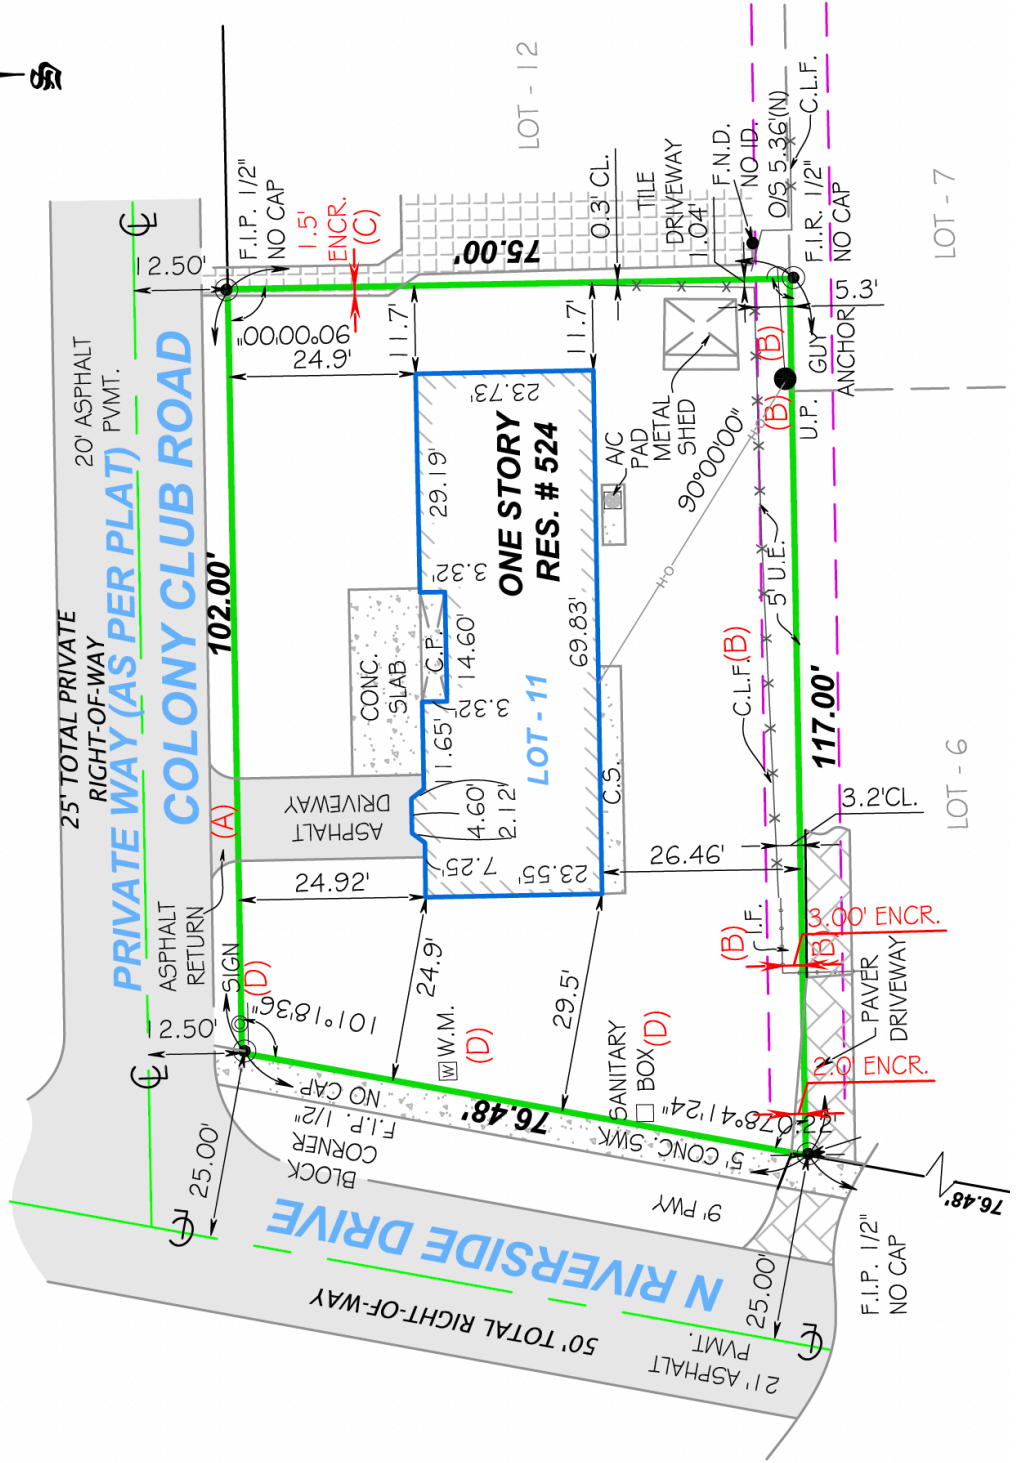 LOT - 12
LOT - 7
LOT - 6
F.I.P. 1/2"
NO CAP
1.5'
ENCR.
(C)
12.50'
75.00'
0.3' CL.
TILE
DRIVEWAY
1.04'
F.N.D.
NO ID.
O/S 5.36'(N)
C.L.F.
F.I.R. 1/2"
NO CAP
5.3'
20' ASPHALT
PVMT.
25' TOTAL PRIVATE
RIGHT-OF-WAY
PRIVATE WAY (AS PER PLAT)
COLONY CLUB ROAD
102.00'
90°00'00"
24.9'
11.7'
11.7'
23.73'
29.19'
3.32'
14.60'
C.P.
3.32'
11.65'
4.60'
2.12'
7.25'
23.55'
69.83'
ONE STORY
RES. # 524
LOT - 11
CONC.
SLAB
ASPHALT
DRIVEWAY
(A)
ASPHALT
RETURN
A/C
PAD
METAL
SHED
90°00'00"
(B)
(B)
GUY
ANCHOR
U.P.
5' U.E.
C.L.F.
(B)
117.00'
C.S.
3.2'CL.
24.92'
26.46'
I.F.
(B)
3.00' ENCR.
(B)
PAVER
DRIVEWAY
2.0 ENCR.
SIGN
(D)
12.50'
101°18'36"
24.9'
29.5'
W W.M.
(D)
SANITARY
BOX
(D)
78°41'24"
F.I.P. 1/2"
NO CAP
76.48'
5' CONC. SWK
BLOCK
CORNER
25.00'
9' PWY
N RIVERSIDE DRIVE
50' TOTAL RIGHT-OF-WAY
21' ASPHALT
PVMT.
25.00'
F.I.P. 1/2"
NO CAP
76.48'